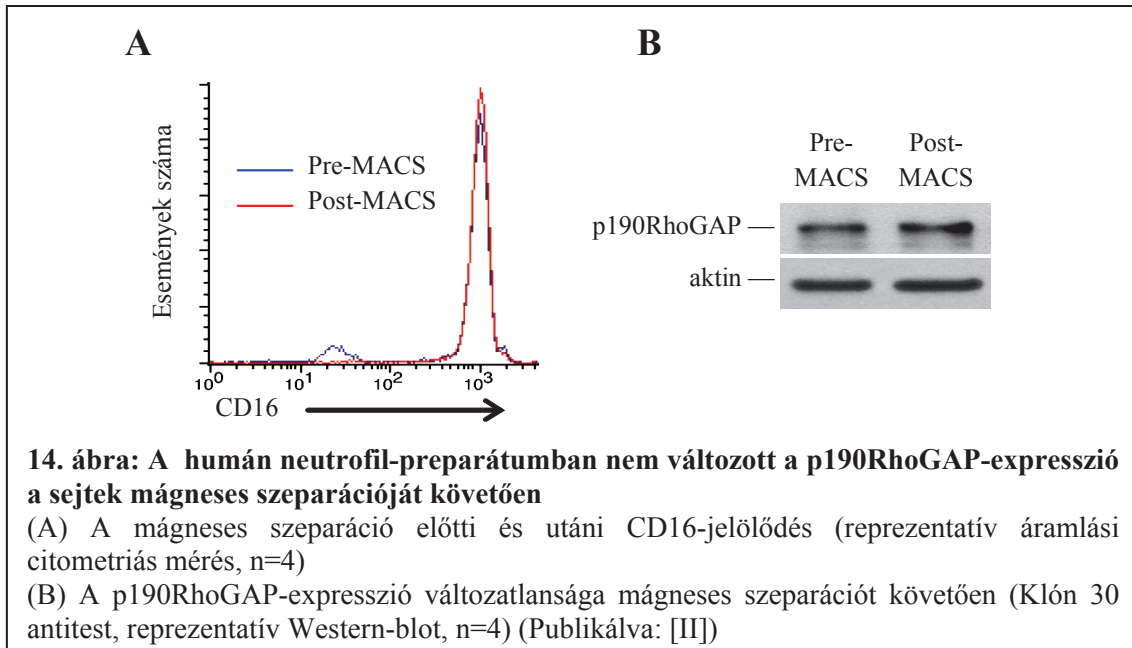 A
B
Események száma
Pre-MACS
Post-MACS
10⁰ 10¹ 10² 10³
CD16
Pre-MACS
Post-MACS
p190RhoGAP
aktin
14. ábra: A humán neutrofil-preparátumban nem változott a p190RhoGAP-expresszió
a sejtek mágneses szeparációját követően
(A) A mágneses szeparáció előtti és utáni CD16-jelölődés (reprezentatív áramlási
citometriás mérés, n=4)
(B) A p190RhoGAP-expresszió változatlansága mágneses szeparációt követően (Klón 30
antitest, reprezentatív Western-blot, n=4) (Publikálva: [II])